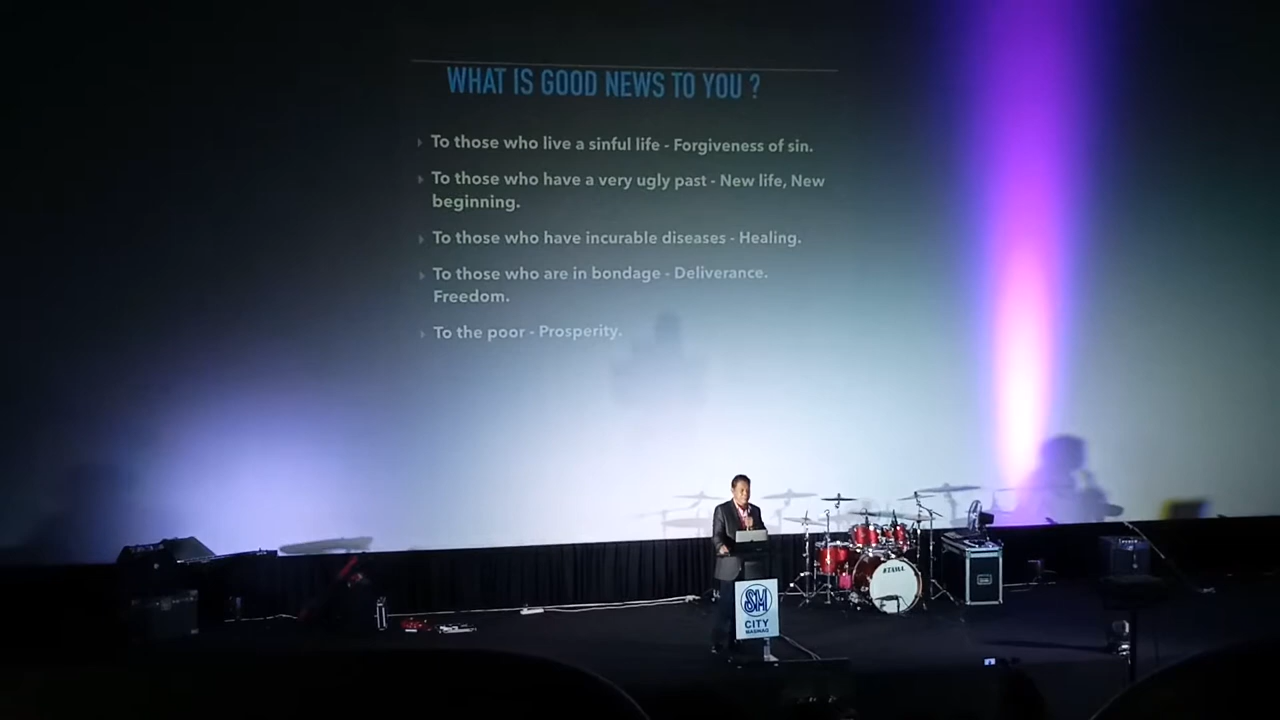 WHAT IS GOOD NEWS TO YOU ?
To those who live a sinful life - Forgiveness of sin.
To those who have a very ugly past - New life, New
beginning.
To those who have incurable diseases - Healing.
To those who are in bondage - Deliverance.
Freedom.
To the poor - Prosperity.
TAMA
SM
CITY
MASINAG